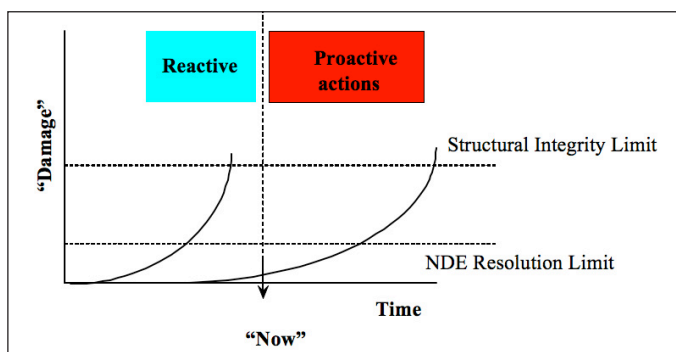 Reactive
Proactive
actions
Structural Integrity Limit
“Damage”
NDE Resolution Limit
Time
“Now”